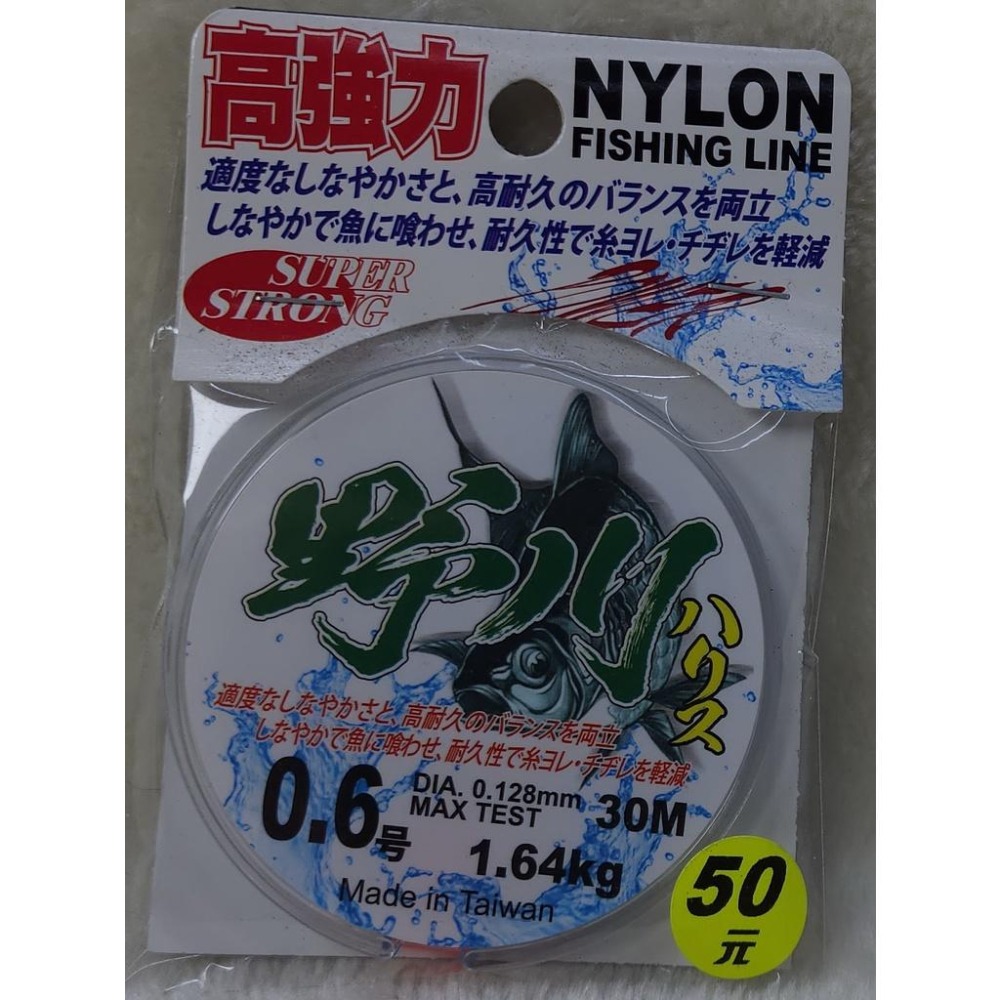 高強力
NYLON
FISHING LINE
適度なしなやかさと、高耐久のバランスを両立
しなやかで魚に喰わせ、耐久性で糸ヨレ・チヂレを軽減
SUPER
STRONG
野川
ハリス
適度なしなやかさと、高耐久のバランスを両立
しなやかで魚に喰わせ、耐久性で糸ヨレ・チヂレを軽減
0.6号
DIA. 0.128mm
MAX TEST
30M
1.64kg
Made in Taiwan
50
元